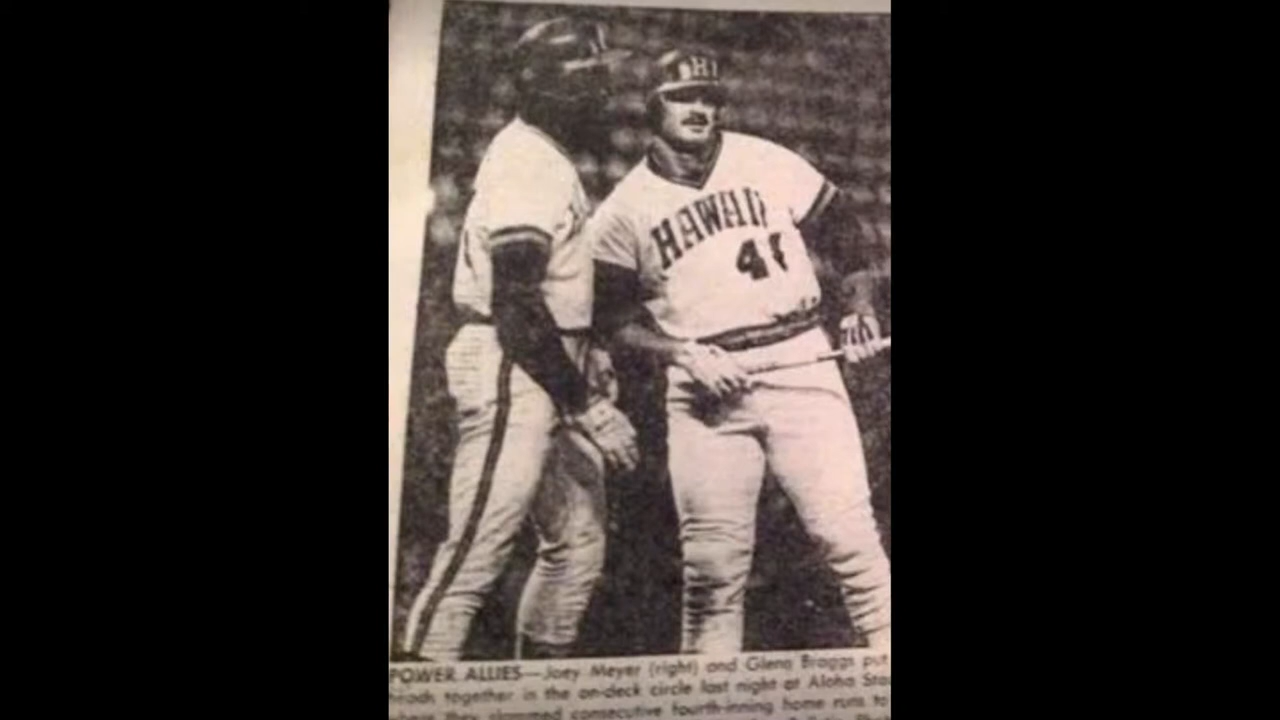 HI
HAWAII
4
POWER ALLIES—Joey Meyer (right) and Glenn Braggs put
heads together in the on-deck circle last night at Aloha Sta
they slammed consecutive fourth-inning home runs to